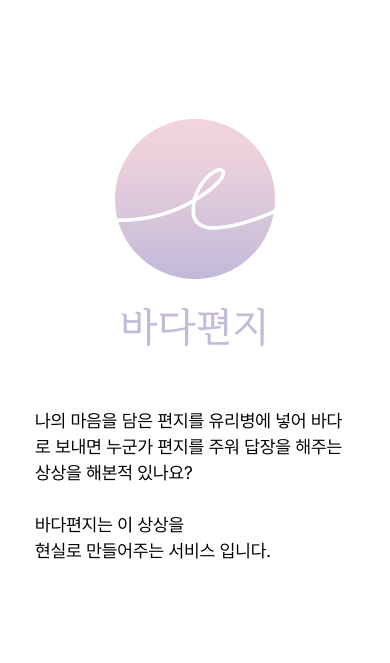 바다편지
나의 마음을 담은 편지를 유리병에 넣어 바다
로 보내면 누군가 편지를 주워 답장을 해주는
상상을 해본적 있나요?
바다편지는 이 상상을
현실로 만들어주는 서비스 입니다.